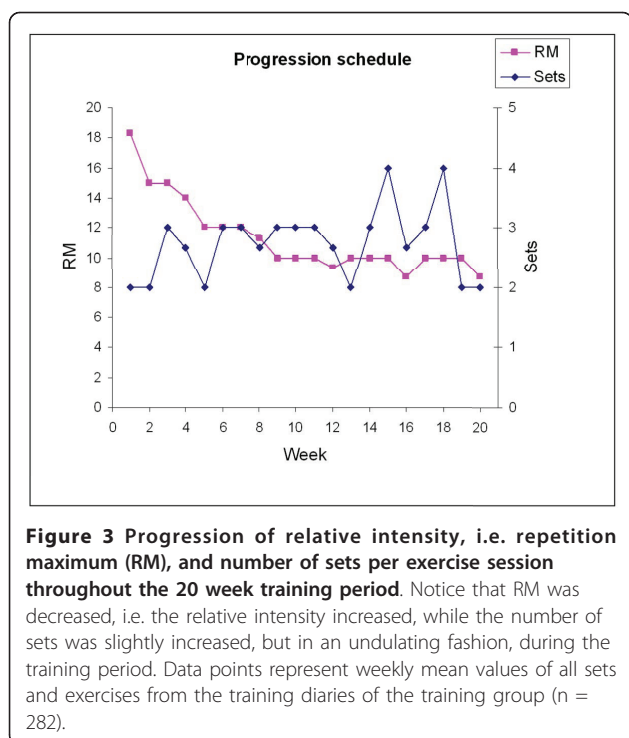 Progression schedule
RM
Sets
20
18
16
14
12
10
8
6
4
2
0
RM
5
4
3
2
1
0
Sets
0 2 4 6 8 10 12 14 16 18 20
Week
Figure 3 Progression of relative intensity, i.e. repetition
maximum (RM), and number of sets per exercise session
throughout the 20 week training period. Notice that RM was
decreased, i.e. the relative intensity increased, while the number of
sets was slightly increased, but in an undulating fashion, during the
training period. Data points represent weekly mean values of all sets
and exercises from the training diaries of the training group (n =
282).